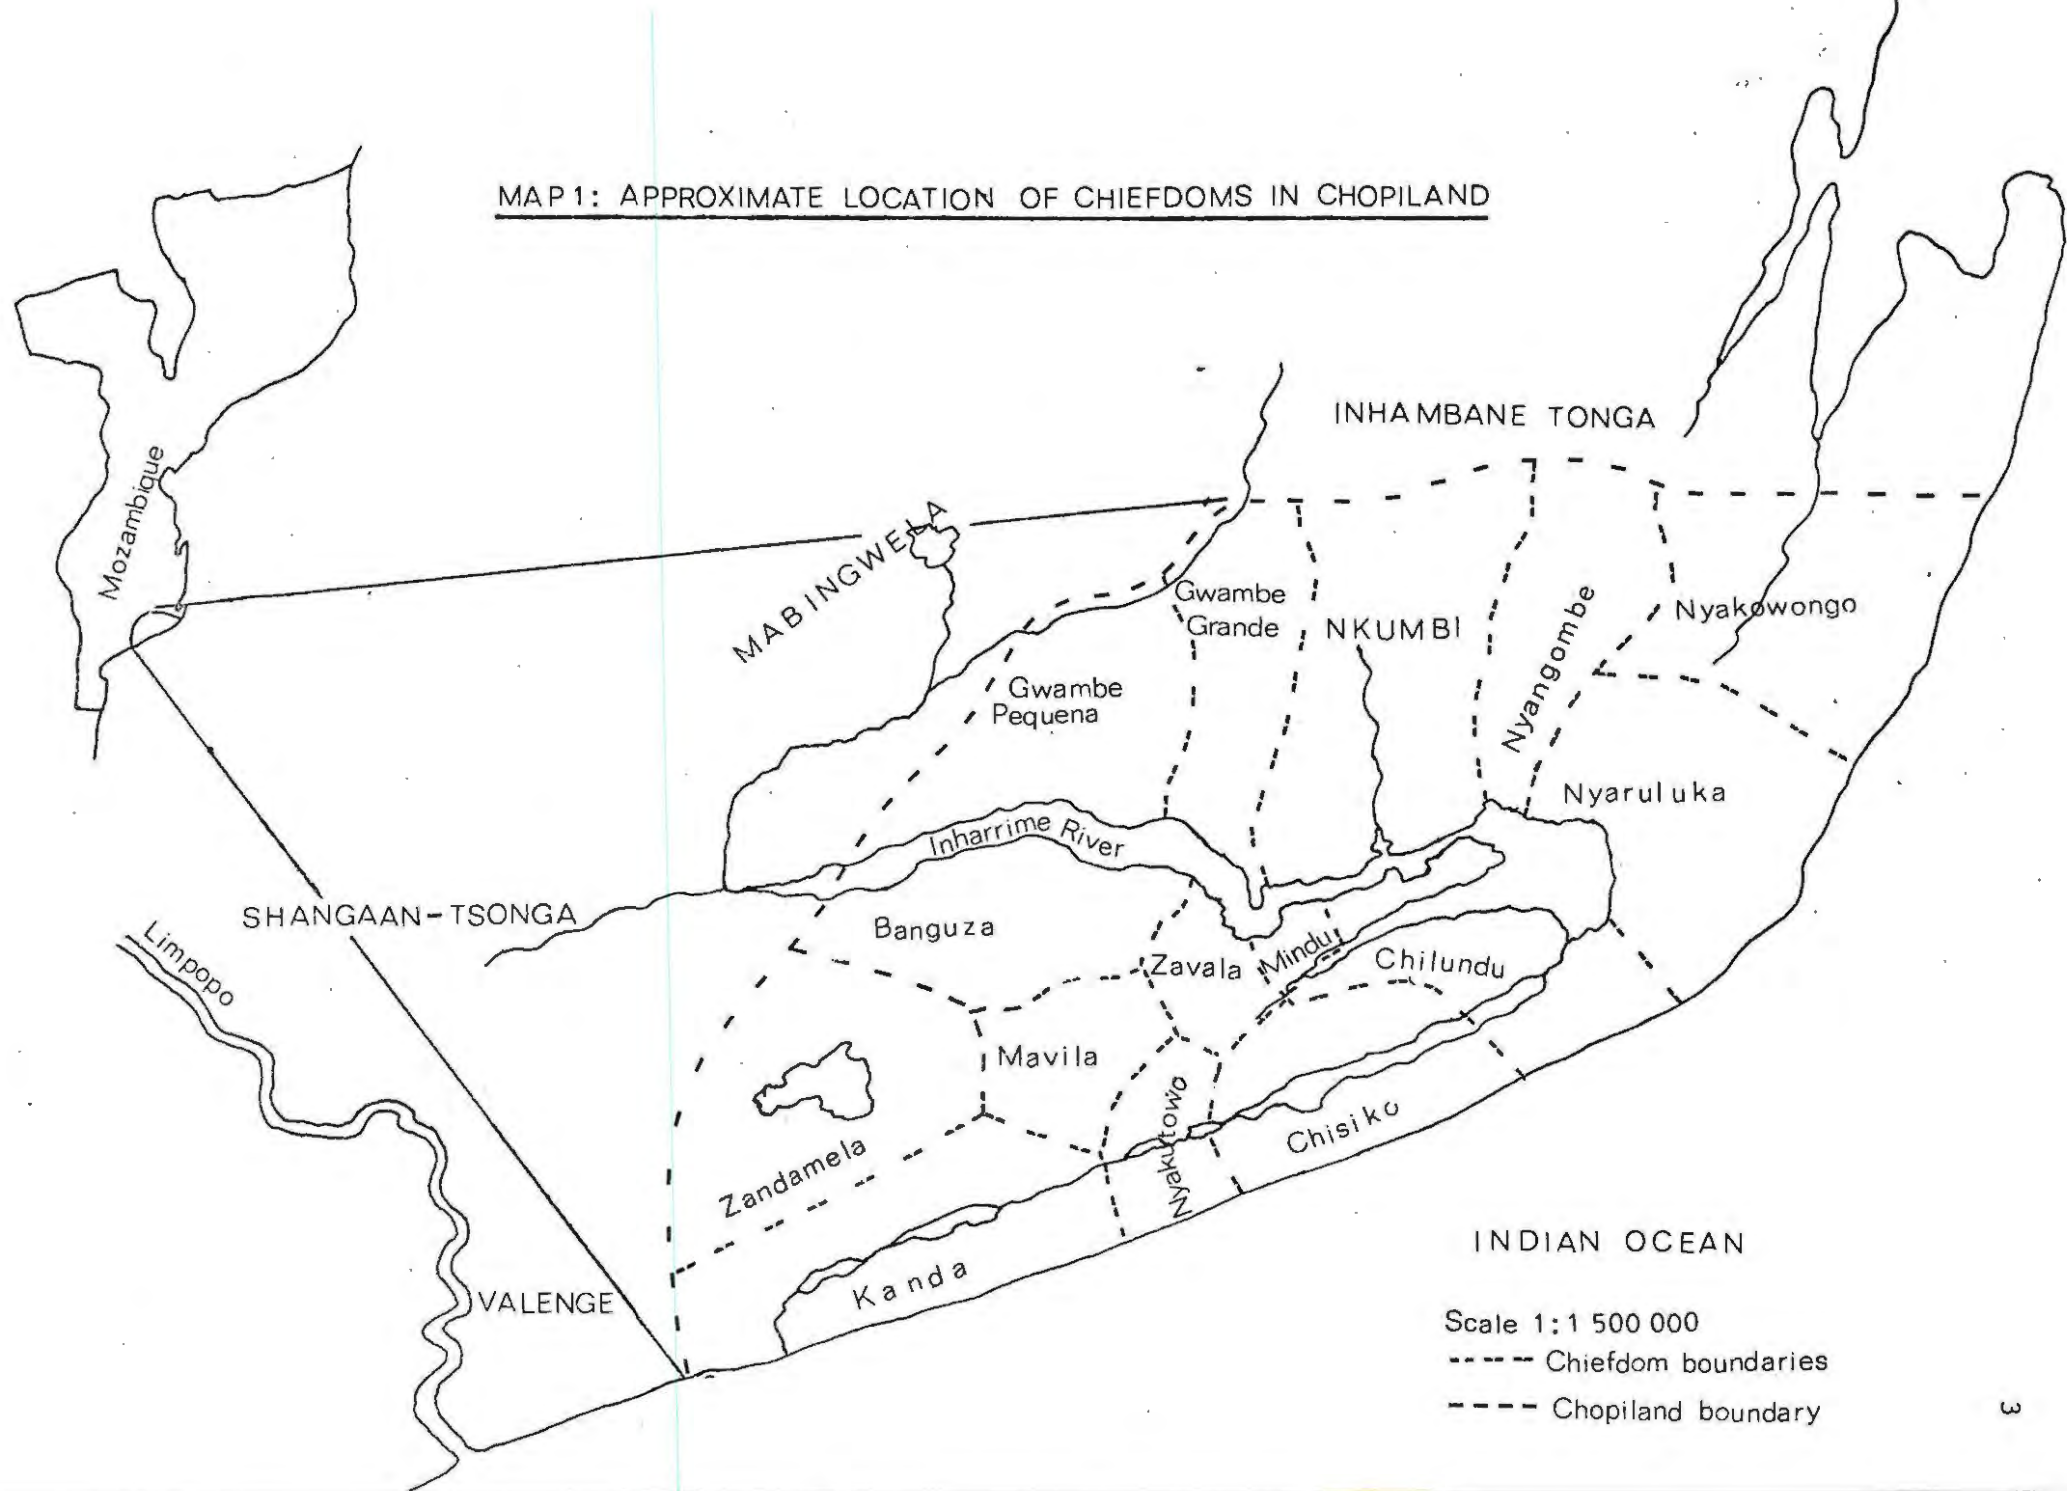 MAP 1: APPROXIMATE LOCATION OF CHIEFDOMS IN CHOPILAND
Mozambique
INHAMBANE TONGA
MABINGWELA
Gwambe
Grande
NKUMBI
Nyangombe
Nyakowongo
Gwambe
Pequena
Nyaruluka
Inharrime River
SHANGAAN-TSONGA
Limpopo
Banguza
Zavala
Mindu
Chilundu
Mavila
Nyakutowo
Chisiko
Zandamela
Kanda
VALENGE
INDIAN OCEAN
Scale 1:1 500 000
Chiefdom boundaries
Chopiland boundary
3